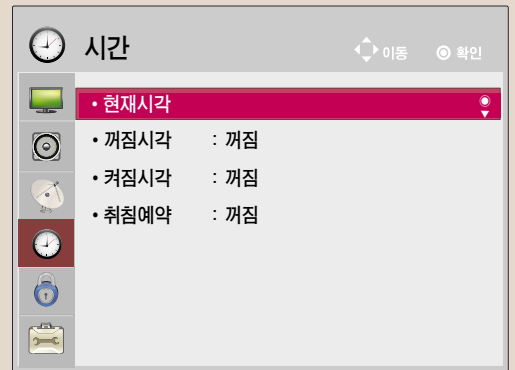 시간 이동 확인
• 현재시각
• 꺼짐시각 : 꺼짐
• 켜짐시각 : 꺼짐
• 취침예약 : 꺼짐